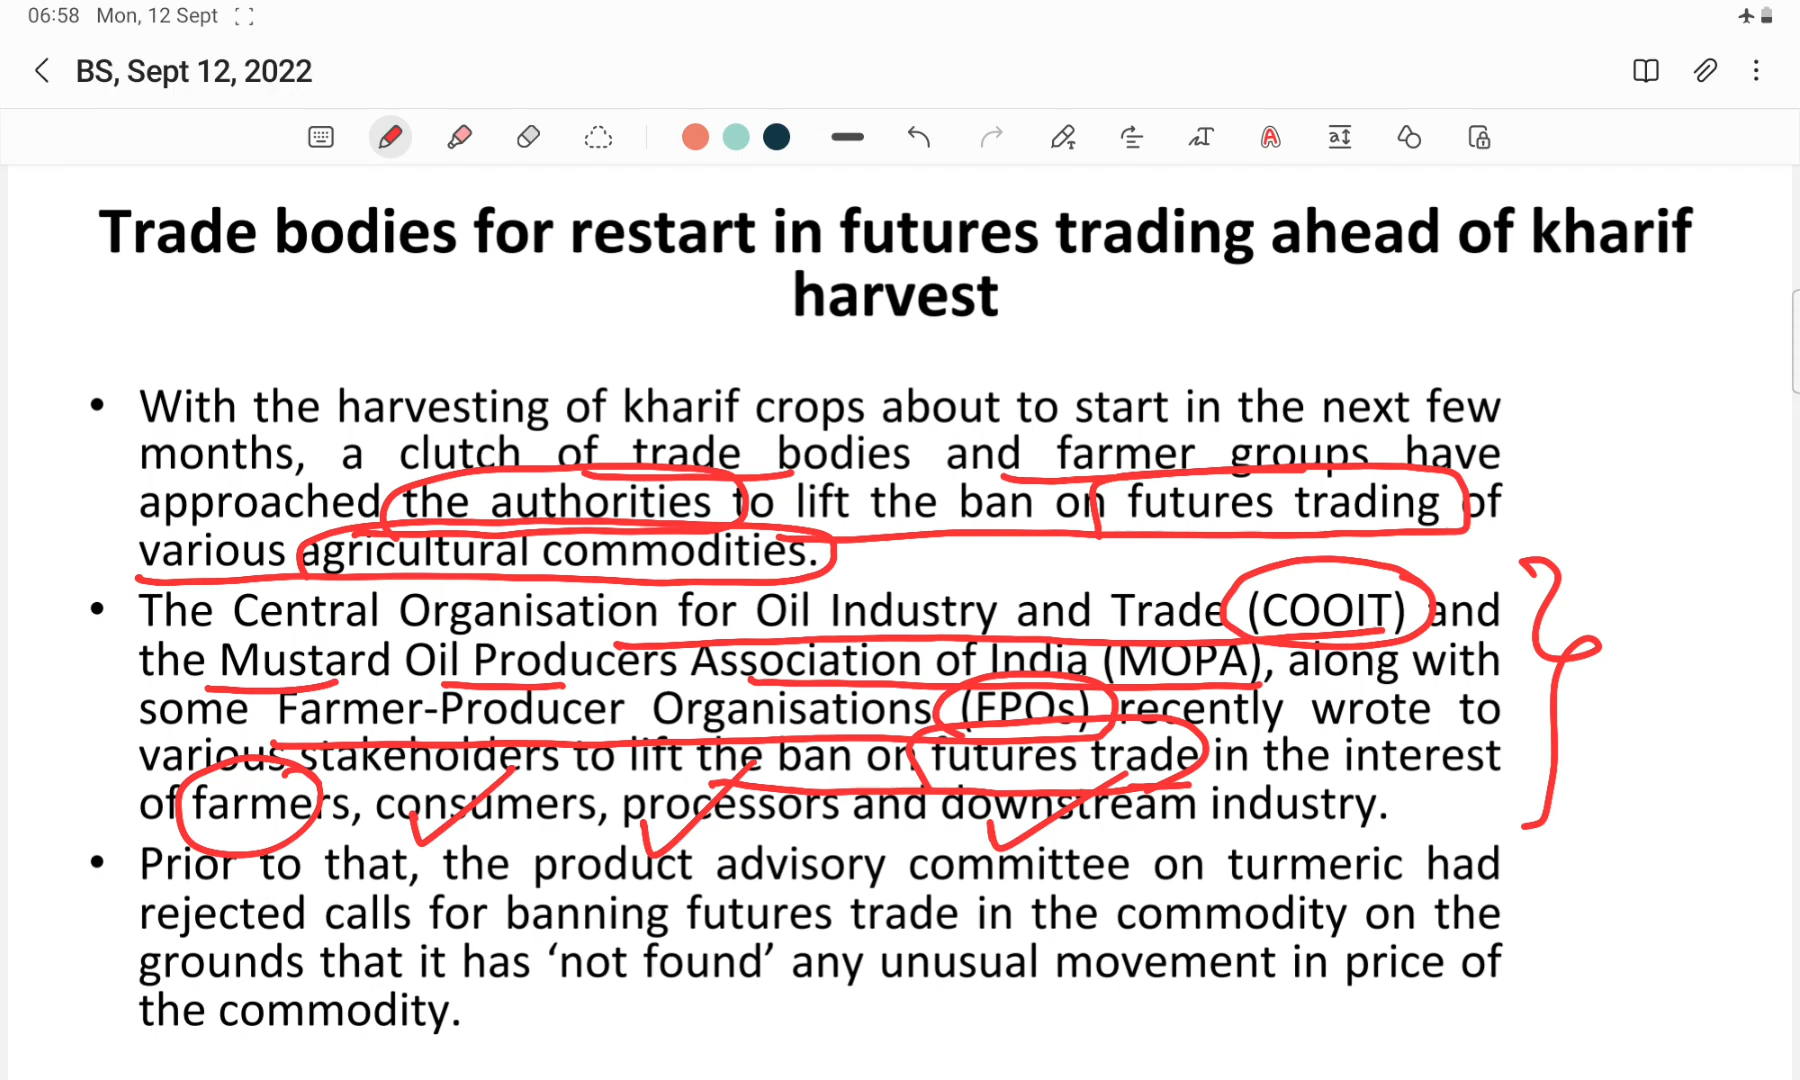 06:58 Mon, 12 Sept
BS, Sept 12, 2022
Trade bodies for restart in futures trading ahead of kharif
harvest
• With the harvesting of kharif crops about to start in the next few
months, a clutch of trade bodies and farmer groups have
approached the authorities to lift the ban on futures trading of
various agricultural commodities.
• The Central Organisation for Oil Industry and Trade (COOIT) and
the Mustard Oil Producers Association of India (MOPA), along with
some Farmer-Producer Organisations (FPOs) recently wrote to
various stakeholders to lift the ban on futures trade in the interest
of farmers, consumers, processors and downstream industry.
• Prior to that, the product advisory committee on turmeric had
rejected calls for banning futures trade in the commodity on the
grounds that it has ‘not found’ any unusual movement in price of
the commodity.